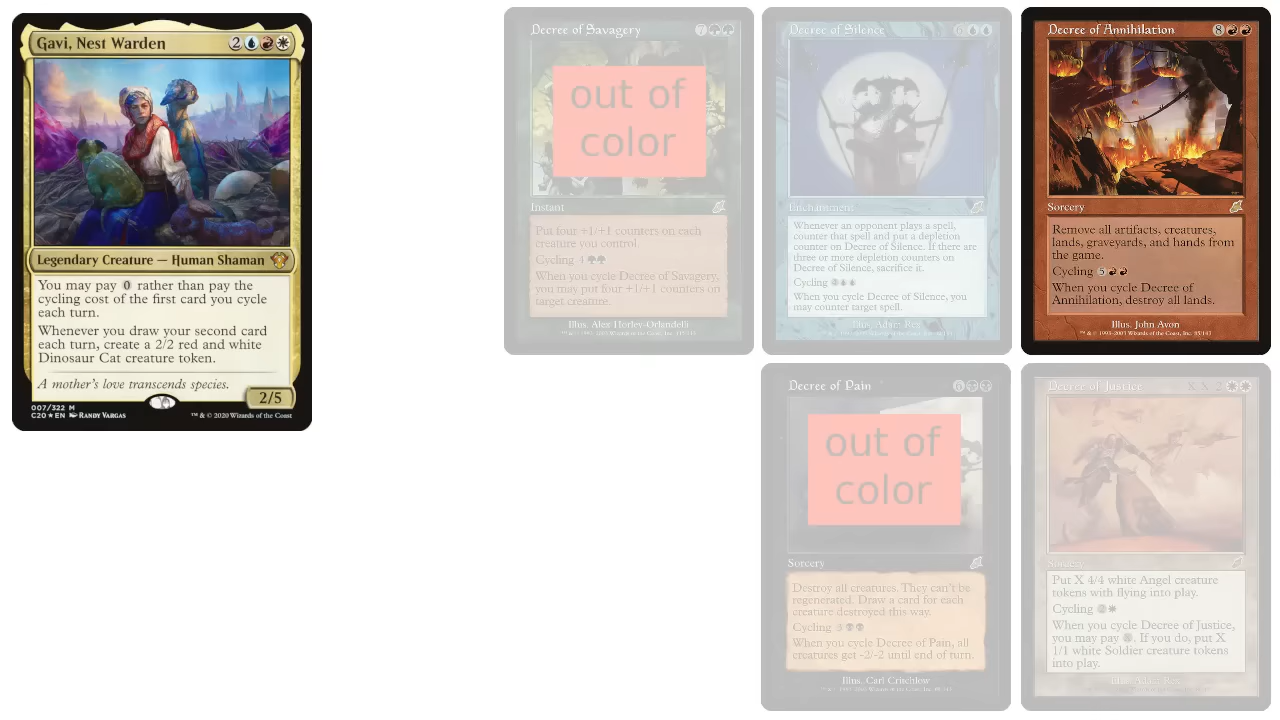 Gavi, Nest Warden 2
Legendary Creature — Human Shaman
You may pay 0 rather than pay the
cycling cost of the first card you cycle
each turn.
Whenever you draw your second card
each turn, create a 2/2 red and white
Dinosaur Cat creature token.
A mother's love transcends species.
2/5
007/322 M
C20 ★ EN RANDY VARGAS
™ & © 2020 Wizards of the Coast
Decree of Savagery 7
out of
color
Instant
Put four +1/+1 counters on each
creature you control.
Cycling 4
When you cycle Decree of Savagery,
you may put four +1/+1 counters on
target creature.
Illus. Alex Horley-Orlandelli
Decree of Silence 6
Enchantment
Whenever an opponent plays a spell,
counter that spell and put a depletion
counter on Decree of Silence. If there are
three or more depletion counters on
Decree of Silence, sacrifice it.
Cycling
When you cycle Decree of Silence, you
may counter target spell.
Illus. Adam Rex
Decree of Annihilation 8
Sorcery
Remove all artifacts, creatures,
lands, graveyards, and hands from
the game.
Cycling 5
When you cycle Decree of
Annihilation, destroy all lands.
Illus. John Avon
Decree of Pain 6
out of
color
Sorcery
Destroy all creatures. They can't be
regenerated. Draw a card for each
creature destroyed this way.
Cycling 3
When you cycle Decree of Pain, all
creatures get -2/-2 until end of turn.
Illus. Carl Critchlow
Decree of Justice X X 2
Sorcery
Put X 4/4 white Angel creature
tokens with flying into play.
Cycling 2
When you cycle Decree of Justice,
you may pay X. If you do, put X
1/1 white Soldier creature tokens
into play.
Illus. Adam Rex